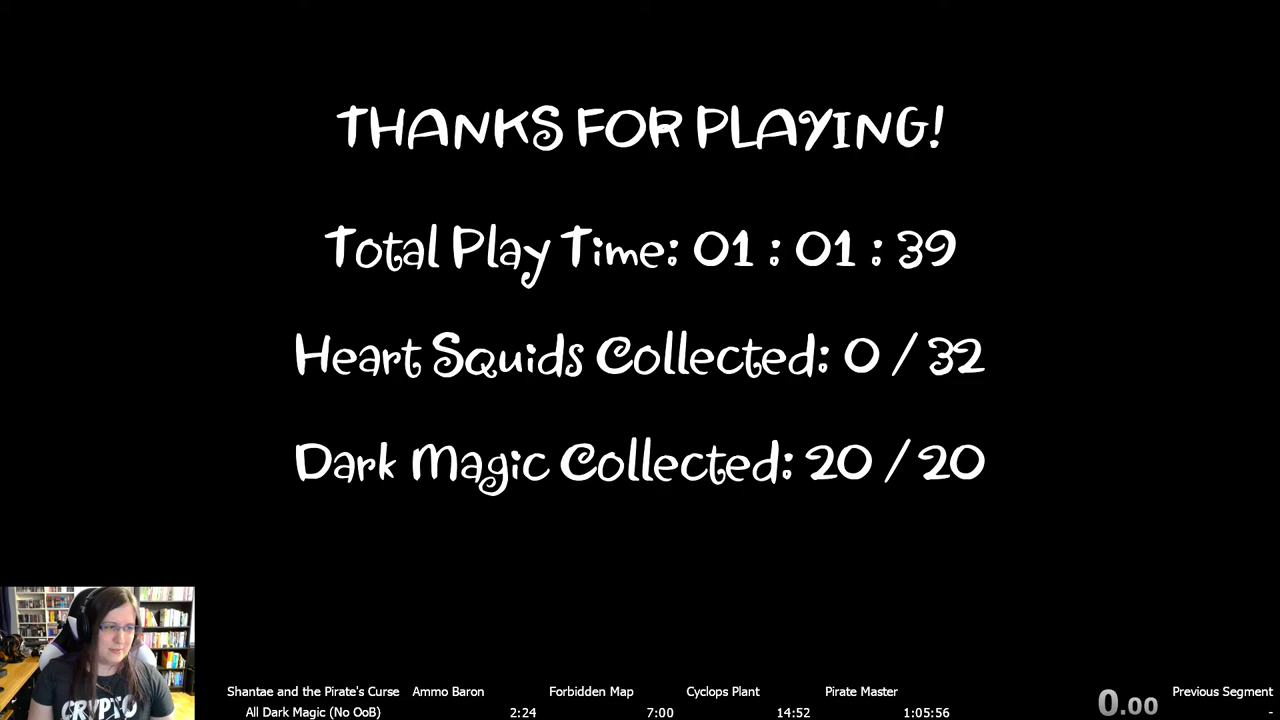 THANKS FOR PLAYING!
Total Play Time: 01 : 01 : 39
Heart Squids Collected: 0 / 32
Dark Magic Collected: 20 / 20
CRYPTO
Shantae and the Pirate's Curse Ammo Baron Forbidden Map Cyclops Plant Pirate Master 0.00 Previous Segment
All Dark Magic (No OoB) 2:24 7:00 14:52 1:05:56 -